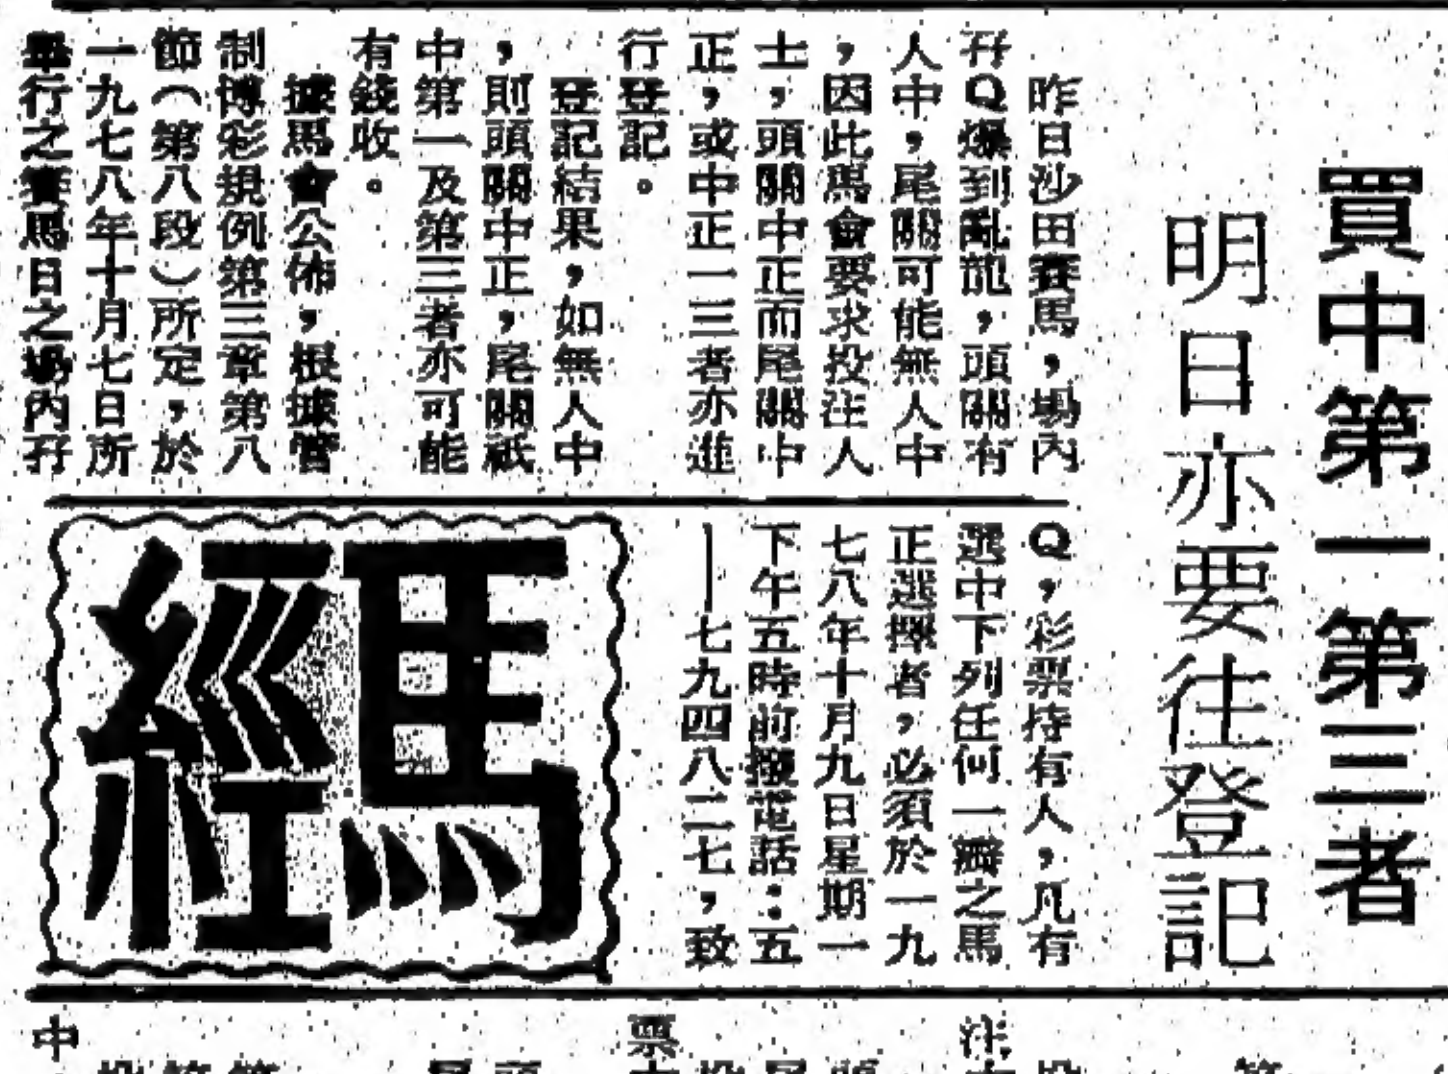 買中第一第三者
明日亦要往登記
昨日沙田賽馬，場內
孖Q爆到亂龍，頭關有
人中，尾關可能無人中
，因此馬會要求投注人
士，頭關中正而尾關中
正，或中正一三者亦進
行登記。
登記結果，如無人中
，則頭關中正，尾關祇
中第一及第三者亦可能
有錢收。
據馬會公佈，根據管
制博彩規例第三章第八
節（第八段）所定，於
一九七八年十月七日所
舉行之賽馬日之場內孖
Q，彩票持有人，凡有
選中下列任何一瓣之馬
正選擇者，必須於一九
七八年十月九日星期一
下午五時前撥電話：五
—七九四八二七，致
馬經
注
票
中